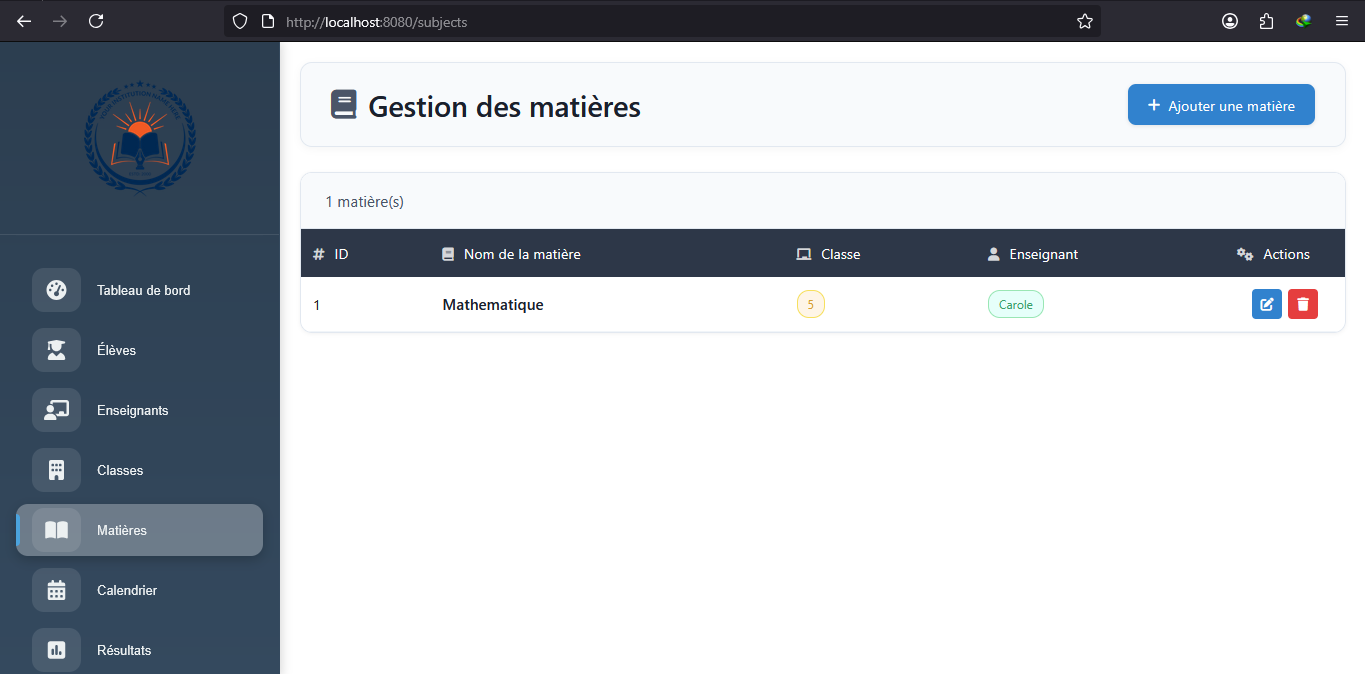 http://localhost:8080/subjects
Gestion des matières
Ajouter une matière
1 matière(s)
# ID Nom de la matière Classe Enseignant Actions
1 Mathematique 5 Carole
Tableau de bord
Élèves
Enseignants
Classes
Matières
Calendrier
Résultats